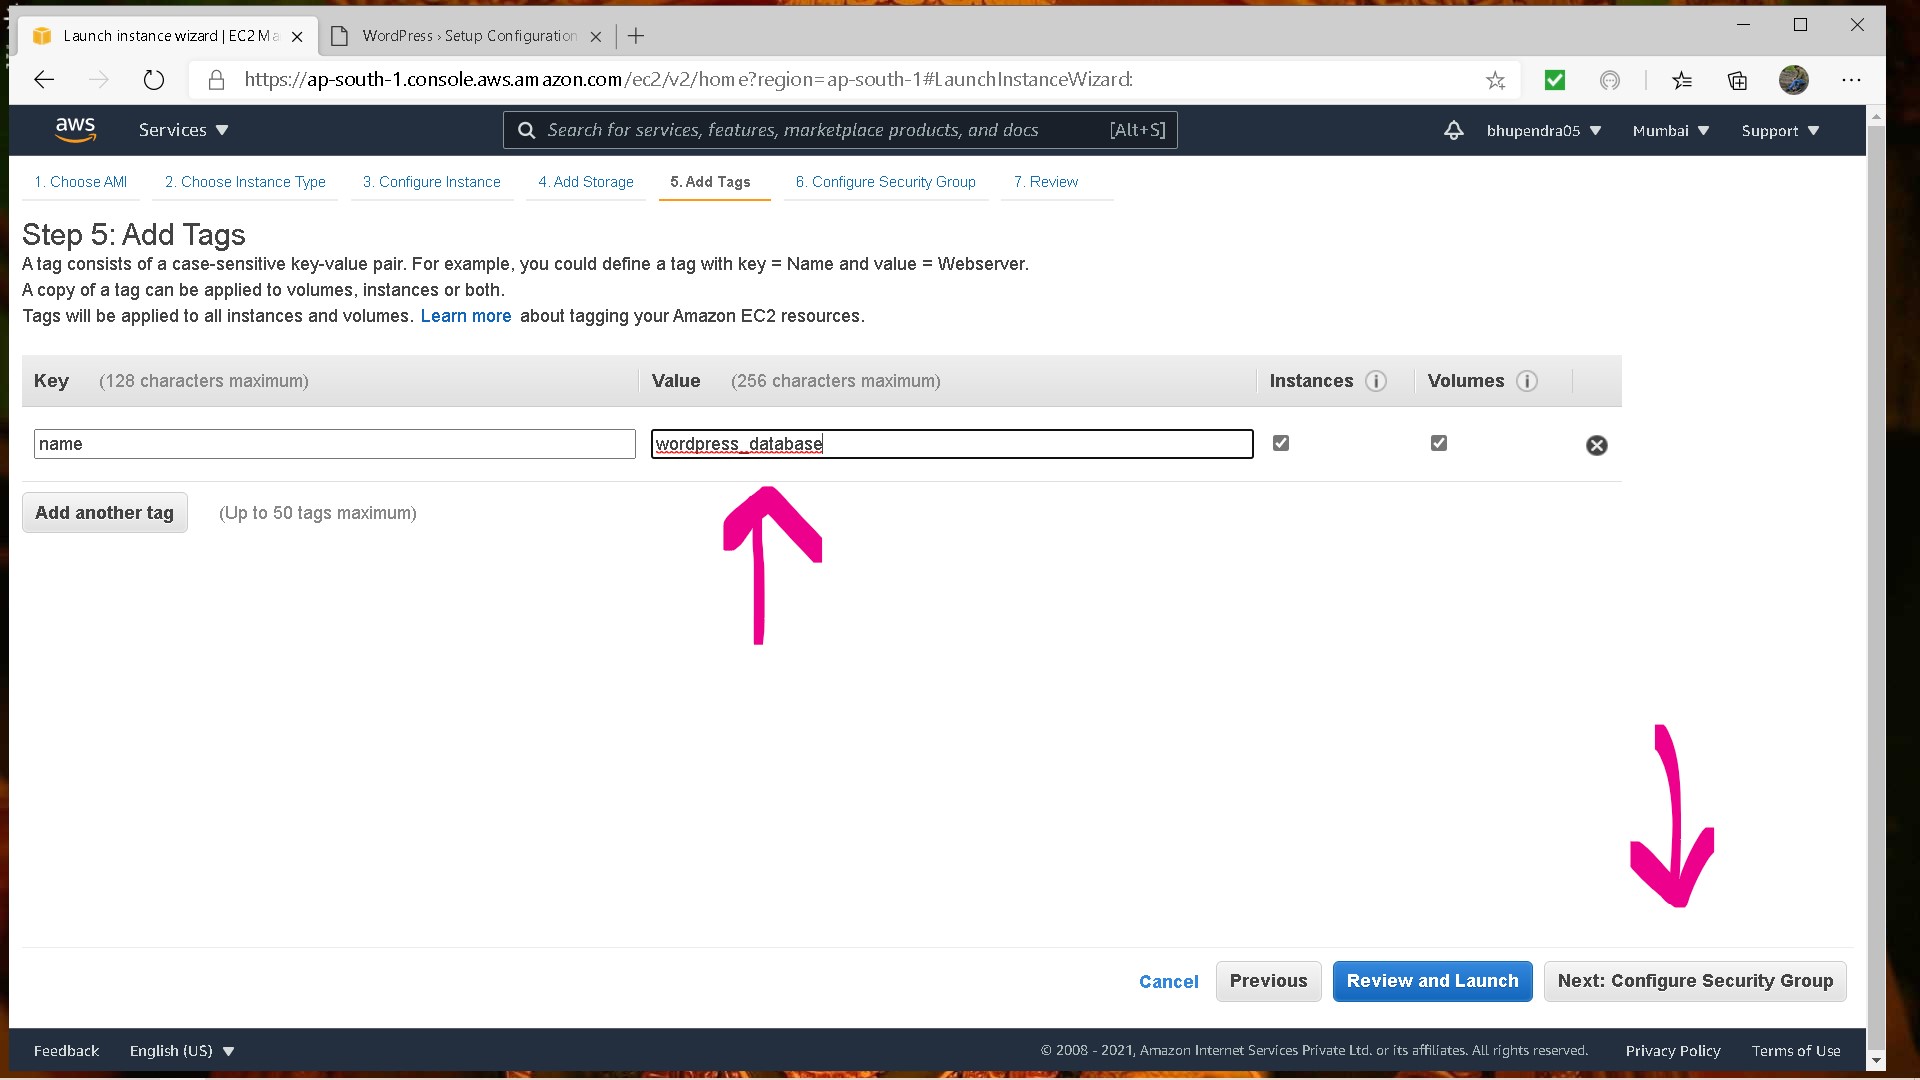 Launch instance wizard | EC2 Ma
WordPress › Setup Configuration
https://ap-south-1.console.aws.amazon.com/ec2/v2/home?region=ap-south-1#LaunchInstanceWizard:
aws
Services
Search for services, features, marketplace products, and docs
[Alt+S]
bhupendra05
Mumbai
Support
1. Choose AMI
2. Choose Instance Type
3. Configure Instance
4. Add Storage
5. Add Tags
6. Configure Security Group
7. Review
Step 5: Add Tags
A tag consists of a case-sensitive key-value pair. For example, you could define a tag with key = Name and value = Webserver.
A copy of a tag can be applied to volumes, instances or both.
Tags will be applied to all instances and volumes. Learn more about tagging your Amazon EC2 resources.
Key (128 characters maximum)
Value (256 characters maximum)
Instances
Volumes
name
wordpress_database
Add another tag
(Up to 50 tags maximum)
Cancel
Previous
Review and Launch
Next: Configure Security Group
Feedback
English (US)
© 2008 - 2021, Amazon Internet Services Private Ltd. or its affiliates. All rights reserved.
Privacy Policy
Terms of Use